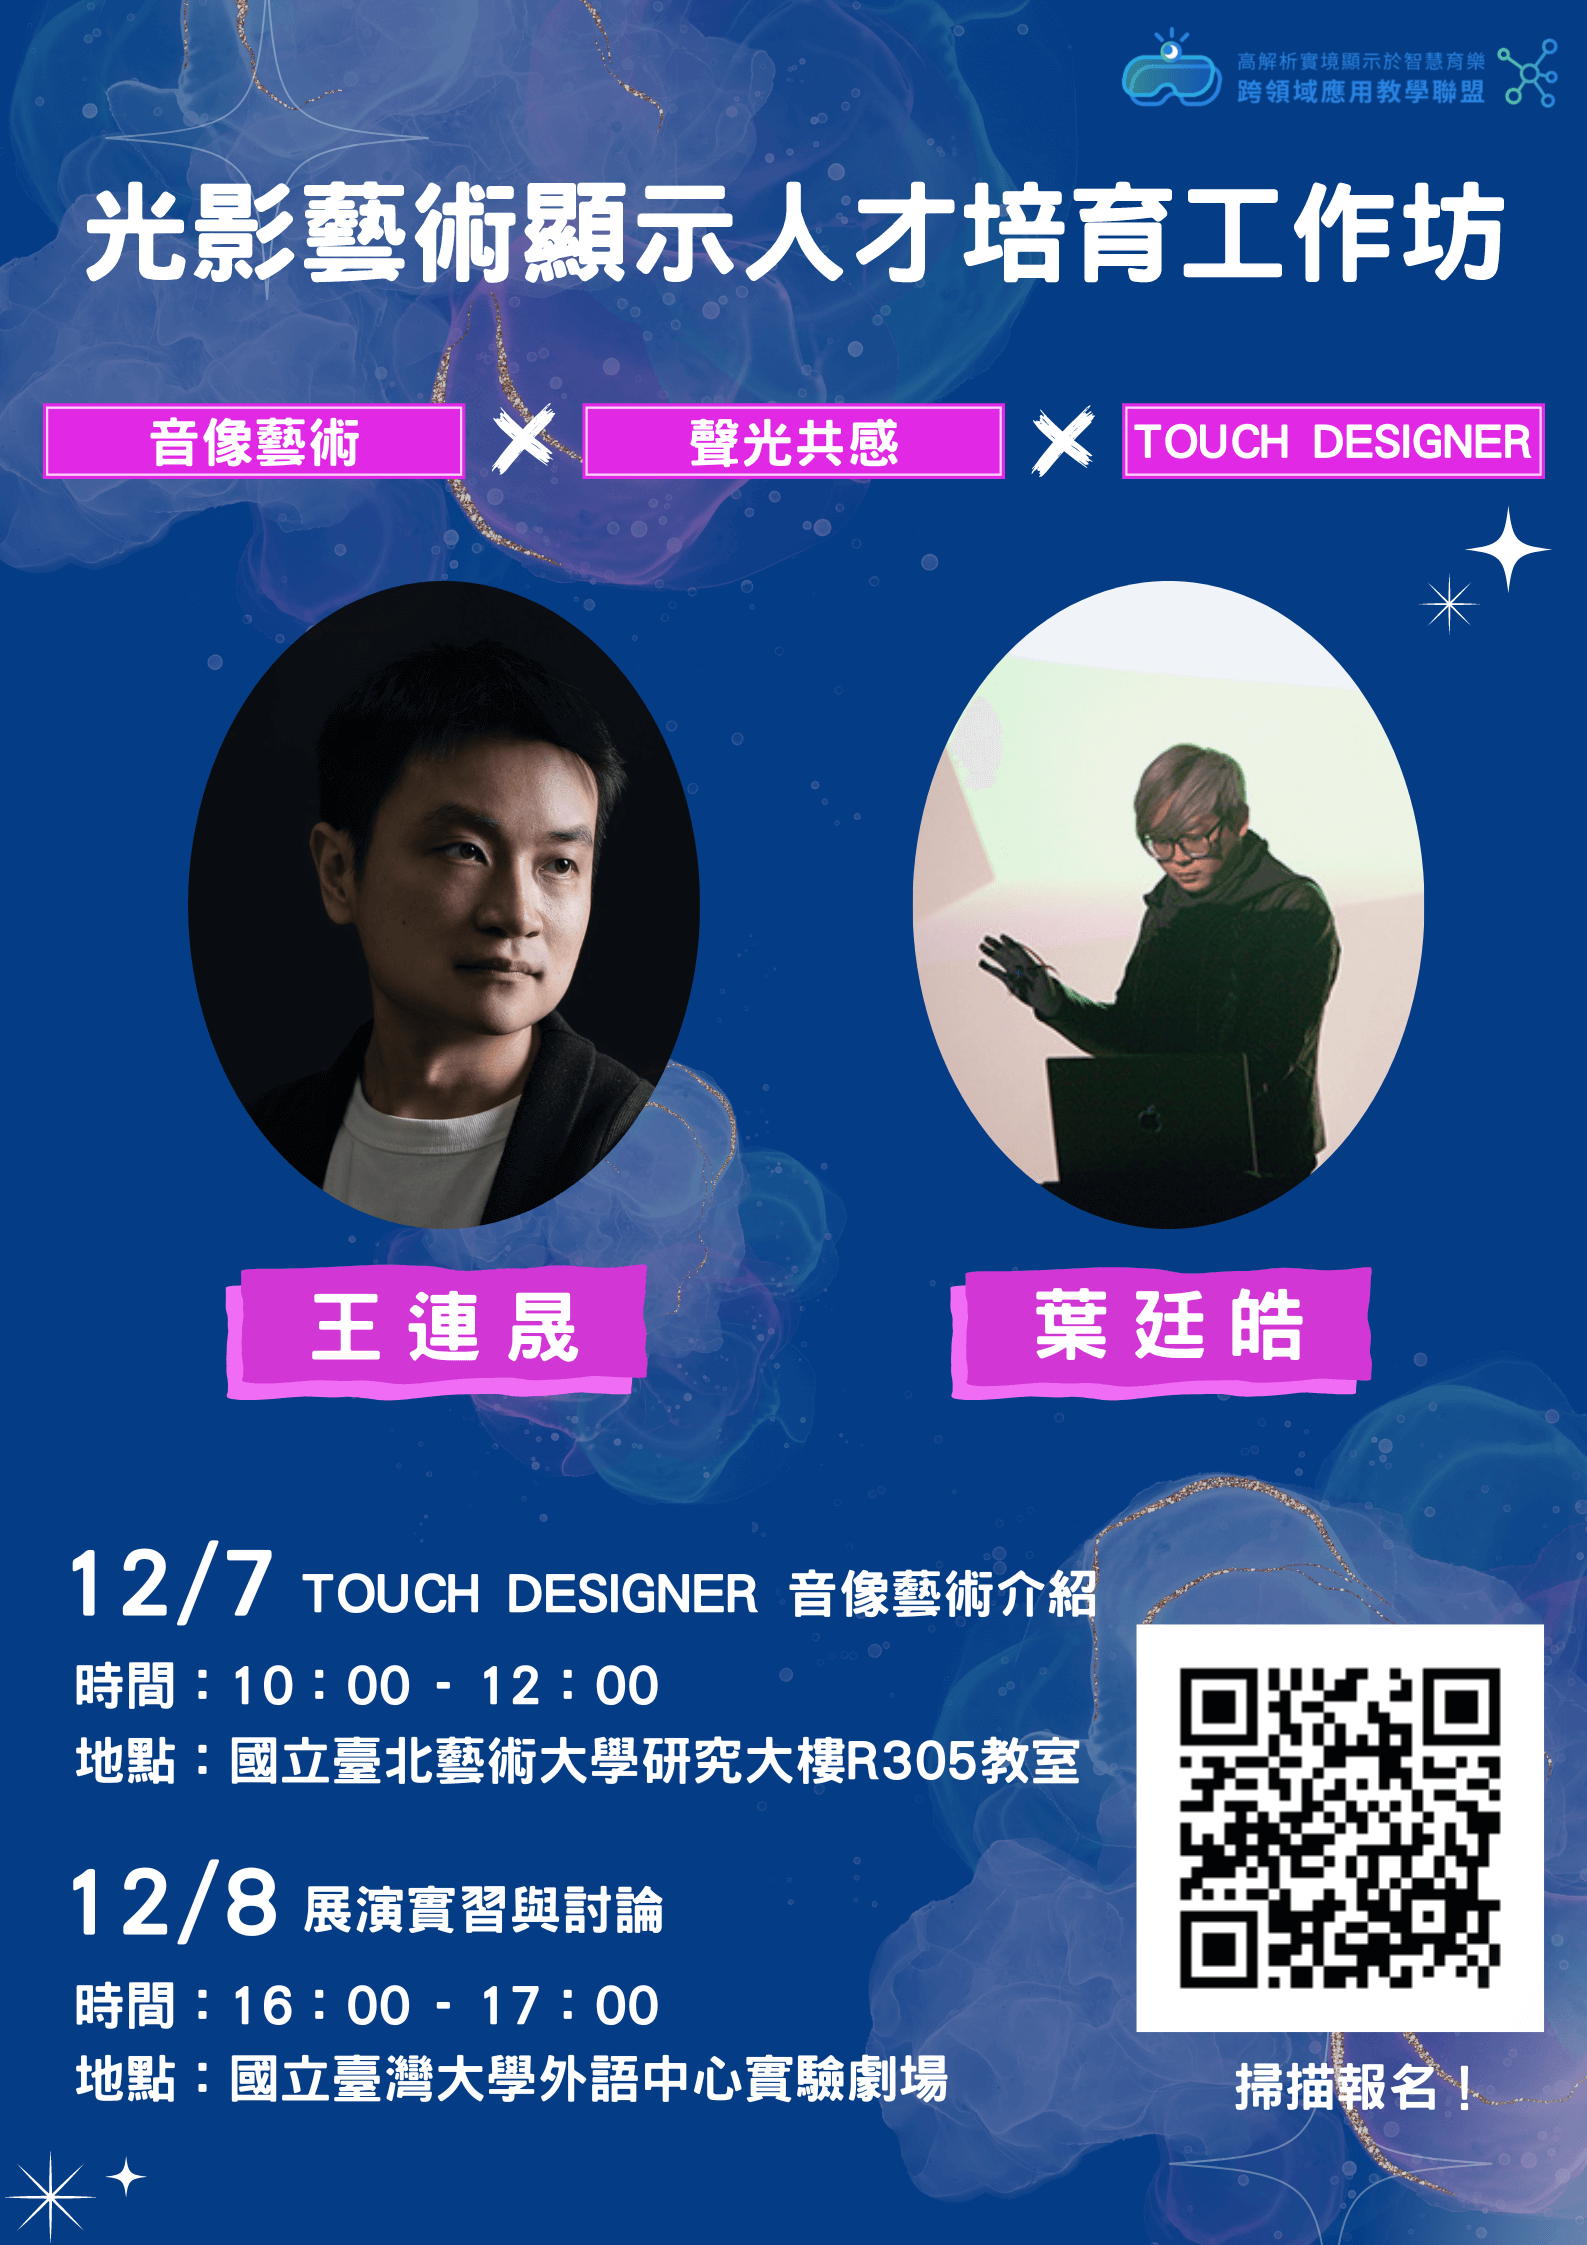 高解析實境顯示於智慧育樂
跨領域應用教學聯盟
光影藝術顯示人才培育工作坊
音像藝術 X 聲光共感 X TOUCH DESIGNER
王連晟
葉廷皓
12/7 TOUCH DESIGNER 音像藝術介紹
時間：10：00 - 12：00
地點：國立臺北藝術大學研究大樓R305教室
12/8 展演實習與討論
時間：16：00 - 17：00
地點：國立臺灣大學外語中心實驗劇場
掃描報名！